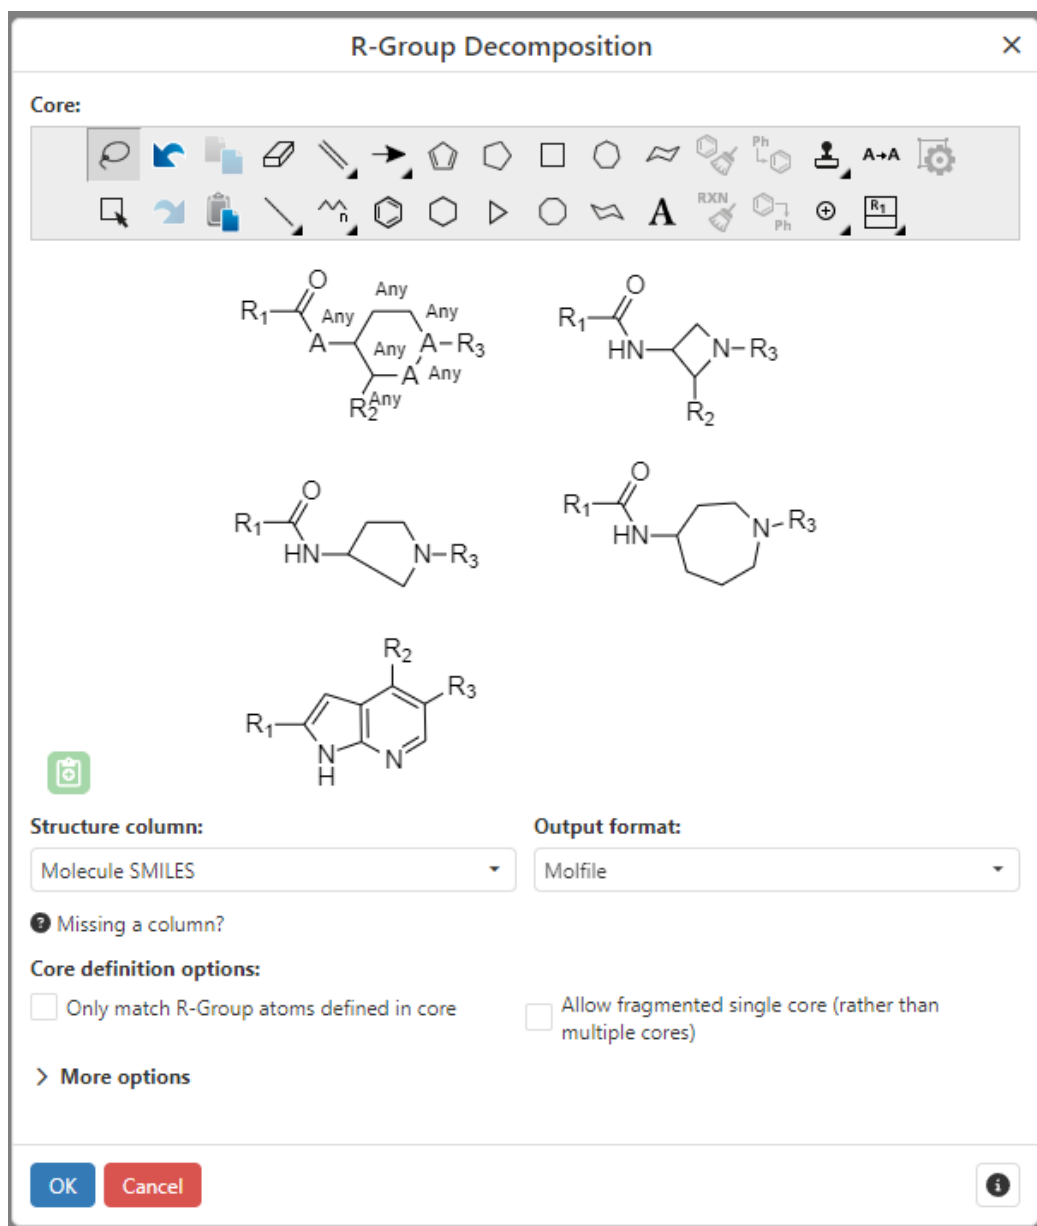 R-Group Decomposition
Core:
Ph
Ph
A→A
n
A
RXN
R1
O
R1
Any
Any
Any
A
Any
A
R3
A
Any
R2
Any
O
R1
HN
N
R3
R2
O
R1
HN
N
R3
O
R1
HN
N
R3
R2
R3
R1
N
H
N
Structure column:
Output format:
Molecule SMILES
Molfile
? Missing a column?
Core definition options:
Only match R-Group atoms defined in core
Allow fragmented single core (rather than
multiple cores)
More options
OK
Cancel
i